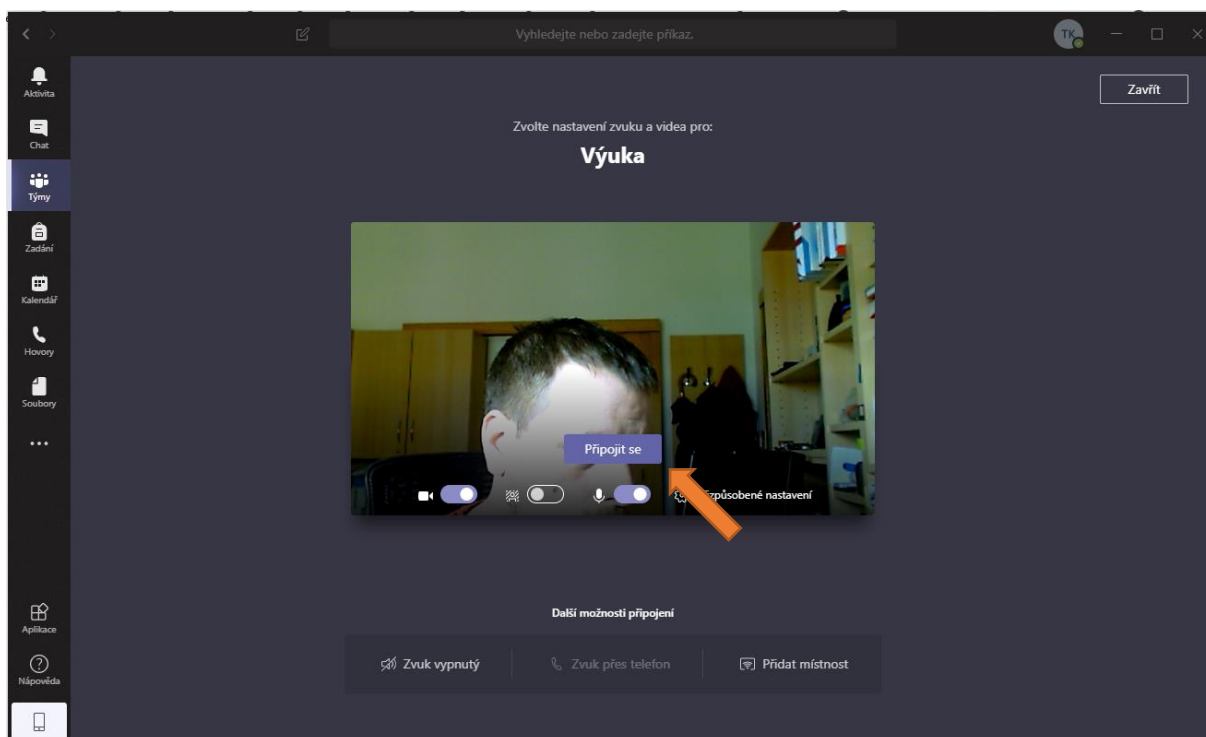 Vyhledejte nebo zadejte příkaz.
TK
Aktivita
Chat
Týmy
Zadání
Kalendář
Hovory
Soubory
Aplikace
Nápověda
Zavřít
Zvolte nastavení zvuku a videa pro:
Výuka
Připojit se
nastavení
Další možnosti připojení
Zvuk vypnutý
Zvuk přes telefon
Přidat místnost